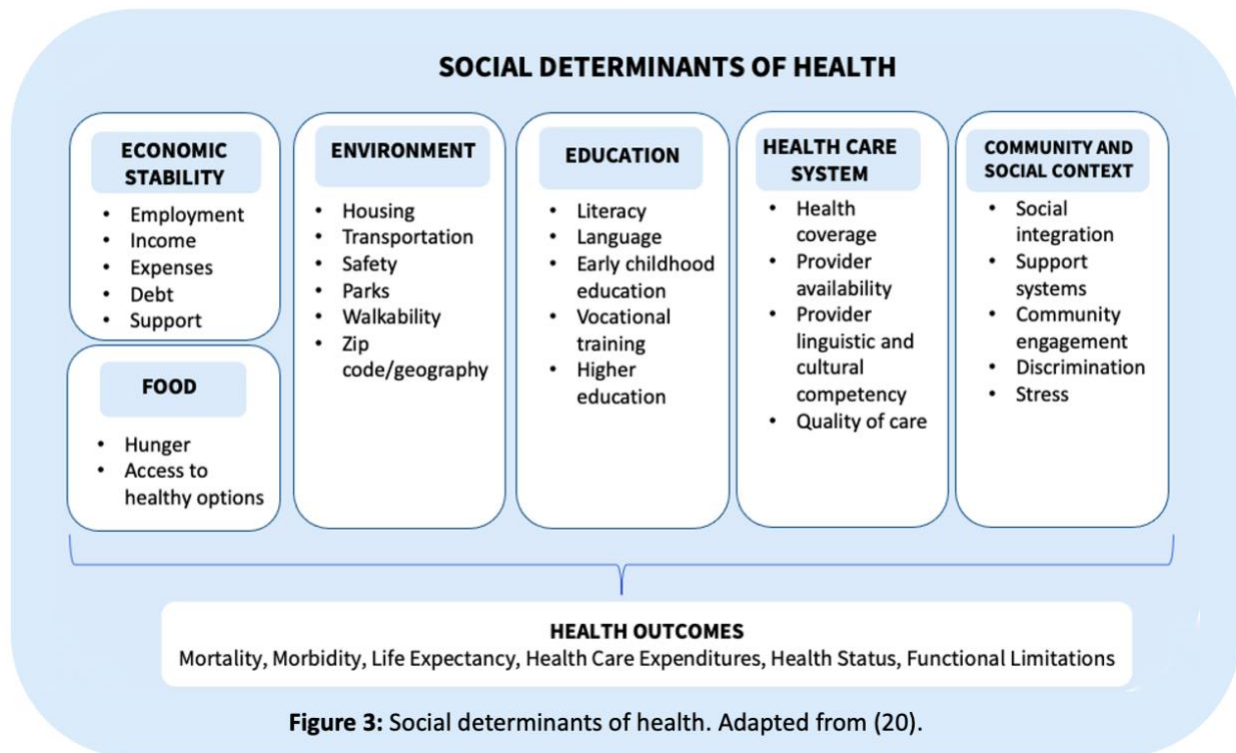 SOCIAL DETERMINANTS OF HEALTH
ECONOMIC
STABILITY
• Employment
• Income
• Expenses
• Debt
• Support
FOOD
• Hunger
• Access to
healthy options
ENVIRONMENT
• Housing
• Transportation
• Safety
• Parks
• Walkability
• Zip
code/geography
EDUCATION
• Literacy
• Language
• Early childhood
education
• Vocational
training
• Higher
education
HEALTH CARE
SYSTEM
• Health
coverage
• Provider
availability
• Provider
linguistic and
cultural
competency
• Quality of care
COMMUNITY AND
SOCIAL CONTEXT
• Social
integration
• Support
systems
• Community
engagement
• Discrimination
• Stress
HEALTH OUTCOMES
Mortality, Morbidity, Life Expectancy, Health Care Expenditures, Health Status, Functional Limitations
Figure 3: Social determinants of health. Adapted from (20).